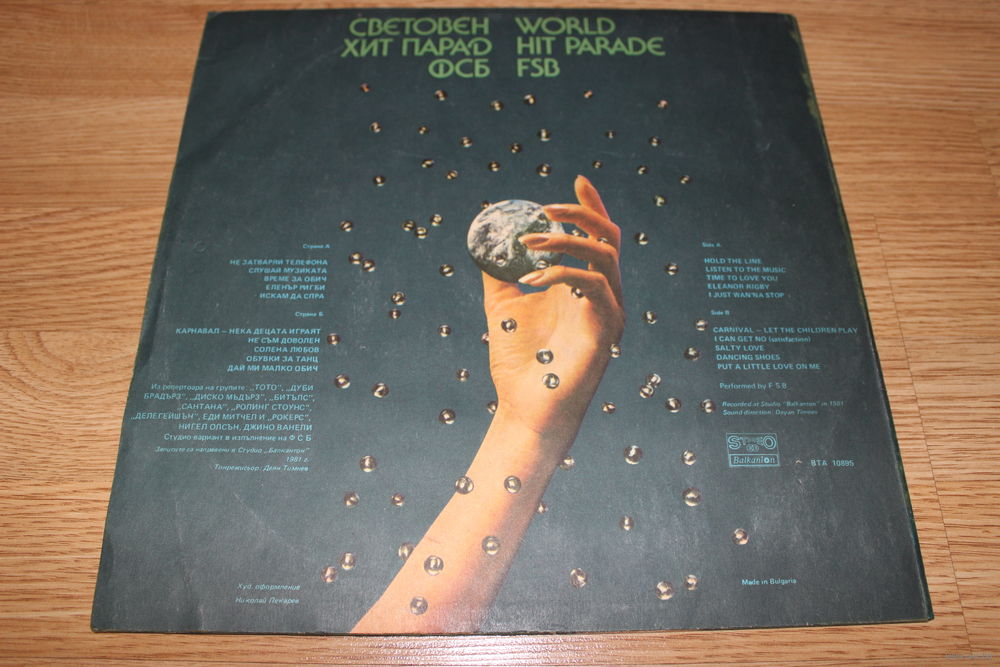 СВЕТОВЕН
ХИТ ПАРАД
ФСБ
WORLD
HIT PARADE
FSB
Страна А
НЕ ЗАТВАРЯЙ ТЕЛЕФОНА
СЛУШАЙ МУЗИКАТА
ВРЕМЕ ЗА ОБИЧ
ЕЛЕНЪР РИГБИ
ИСКАМ ДА СПРА
Страна Б
КАРНАВАЛ – НЕКА ДЕЦАТА ИГРАЯТ
НЕ СЪМ ДОВОЛЕН
СОЛЕНА ЛЮБОВ
ОБУВКИ ЗА ТАНЦ
ДАЙ МИ МАЛКО ОБИЧ
Из репертоара на групите: „ТОТО", „ДУБИ
БРАДЪРЗ", „ДИСКО МЪДЪРЗ", „БИТЪЛС",
„САНТАНА", „РОЛИНГ СТОУНС",
„ДЕЛЕГЕЙШЪН", ЕДИ МИТЧЕЛ И „РОКЕРС",
НИГЕЛ ОЛСЪН, ДЖИНО ВАНЕЛИ
Студио вариант в изпълнение на Ф С Б
Записите са направени в Студио „Балкантон"
1981 г.
Тонрежисьор: Деян Тимнев
Худ. оформление
Николай Пекарев
Side A
HOLD THE LINE
LISTEN TO THE MUSIC
TIME TO LOVE YOU
ELEANOR RIGBY
I JUST WAN'NA STOP
Side B
CARNIVAL – LET THE CHILDREN PLAY
I CAN GET NO (satisfaction)
SALTY LOVE
DANCING SHOES
PUT A LITTLE LOVE ON ME
Performed by F S B
Recorded at Studio "Balkanton" in 1981
Sound direction: Deyan Timnev
STEREO
Balkanton
BTA 10895
Made in Bulgaria